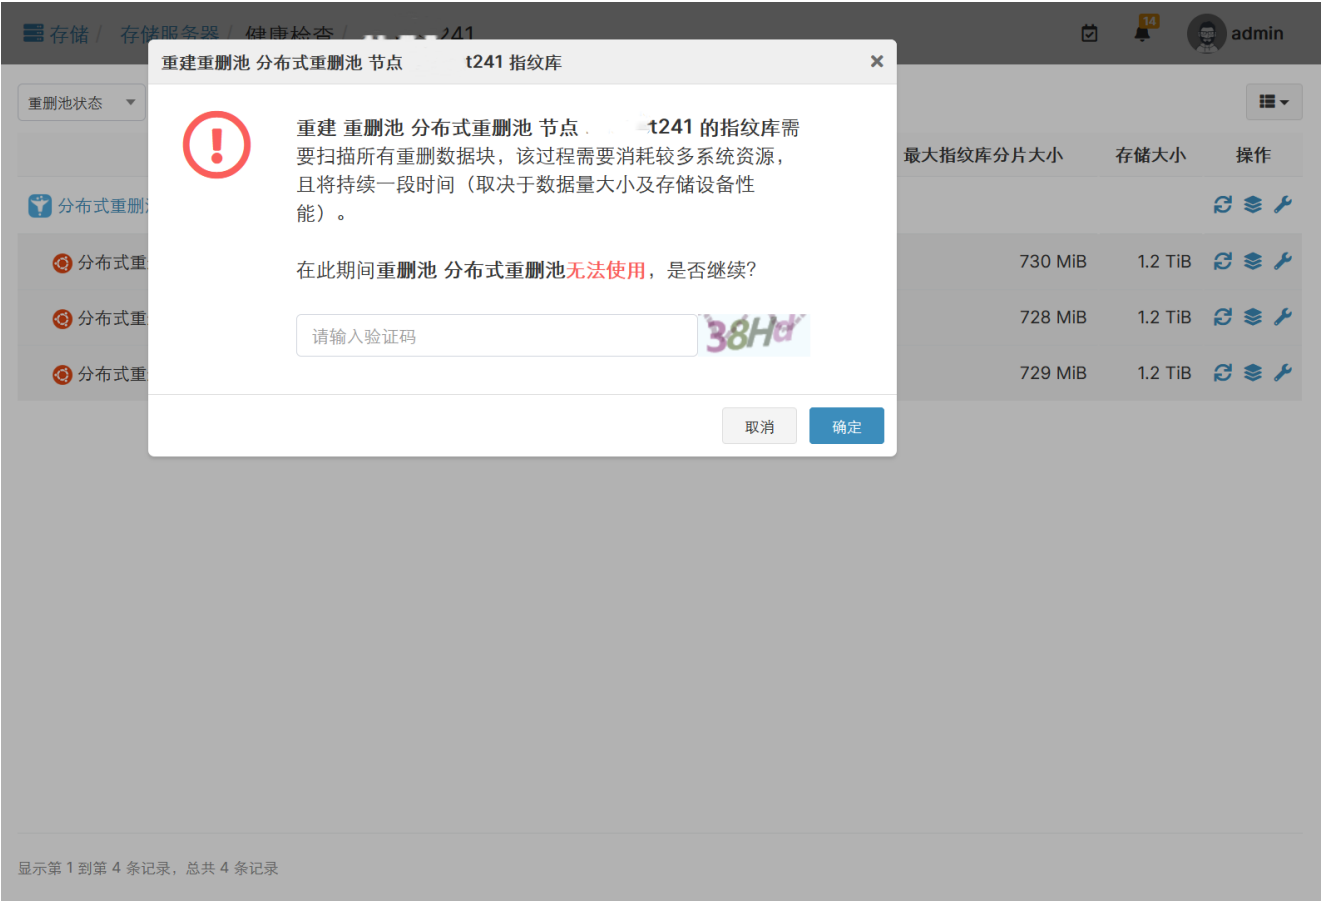 存储 / 存储服务器 / 健康检查 / 241
14
admin
重建重删池 分布式重删池 节点 t241 指纹库
重删池状态
重建 重删池 分布式重删池 节点 t241 的指纹库需
要扫描所有重删数据块，该过程需要消耗较多系统资源，
且将持续一段时间（取决于数据量大小及存储设备性
能）。
在此期间重删池 分布式重删池无法使用，是否继续？
请输入验证码
38Hd
取消
确定
最大指纹库分片大小 存储大小 操作
分布式重删
分布式重 730 MiB 1.2 TiB
分布式重 728 MiB 1.2 TiB
分布式重 729 MiB 1.2 TiB
显示第 1 到第 4 条记录，总共 4 条记录